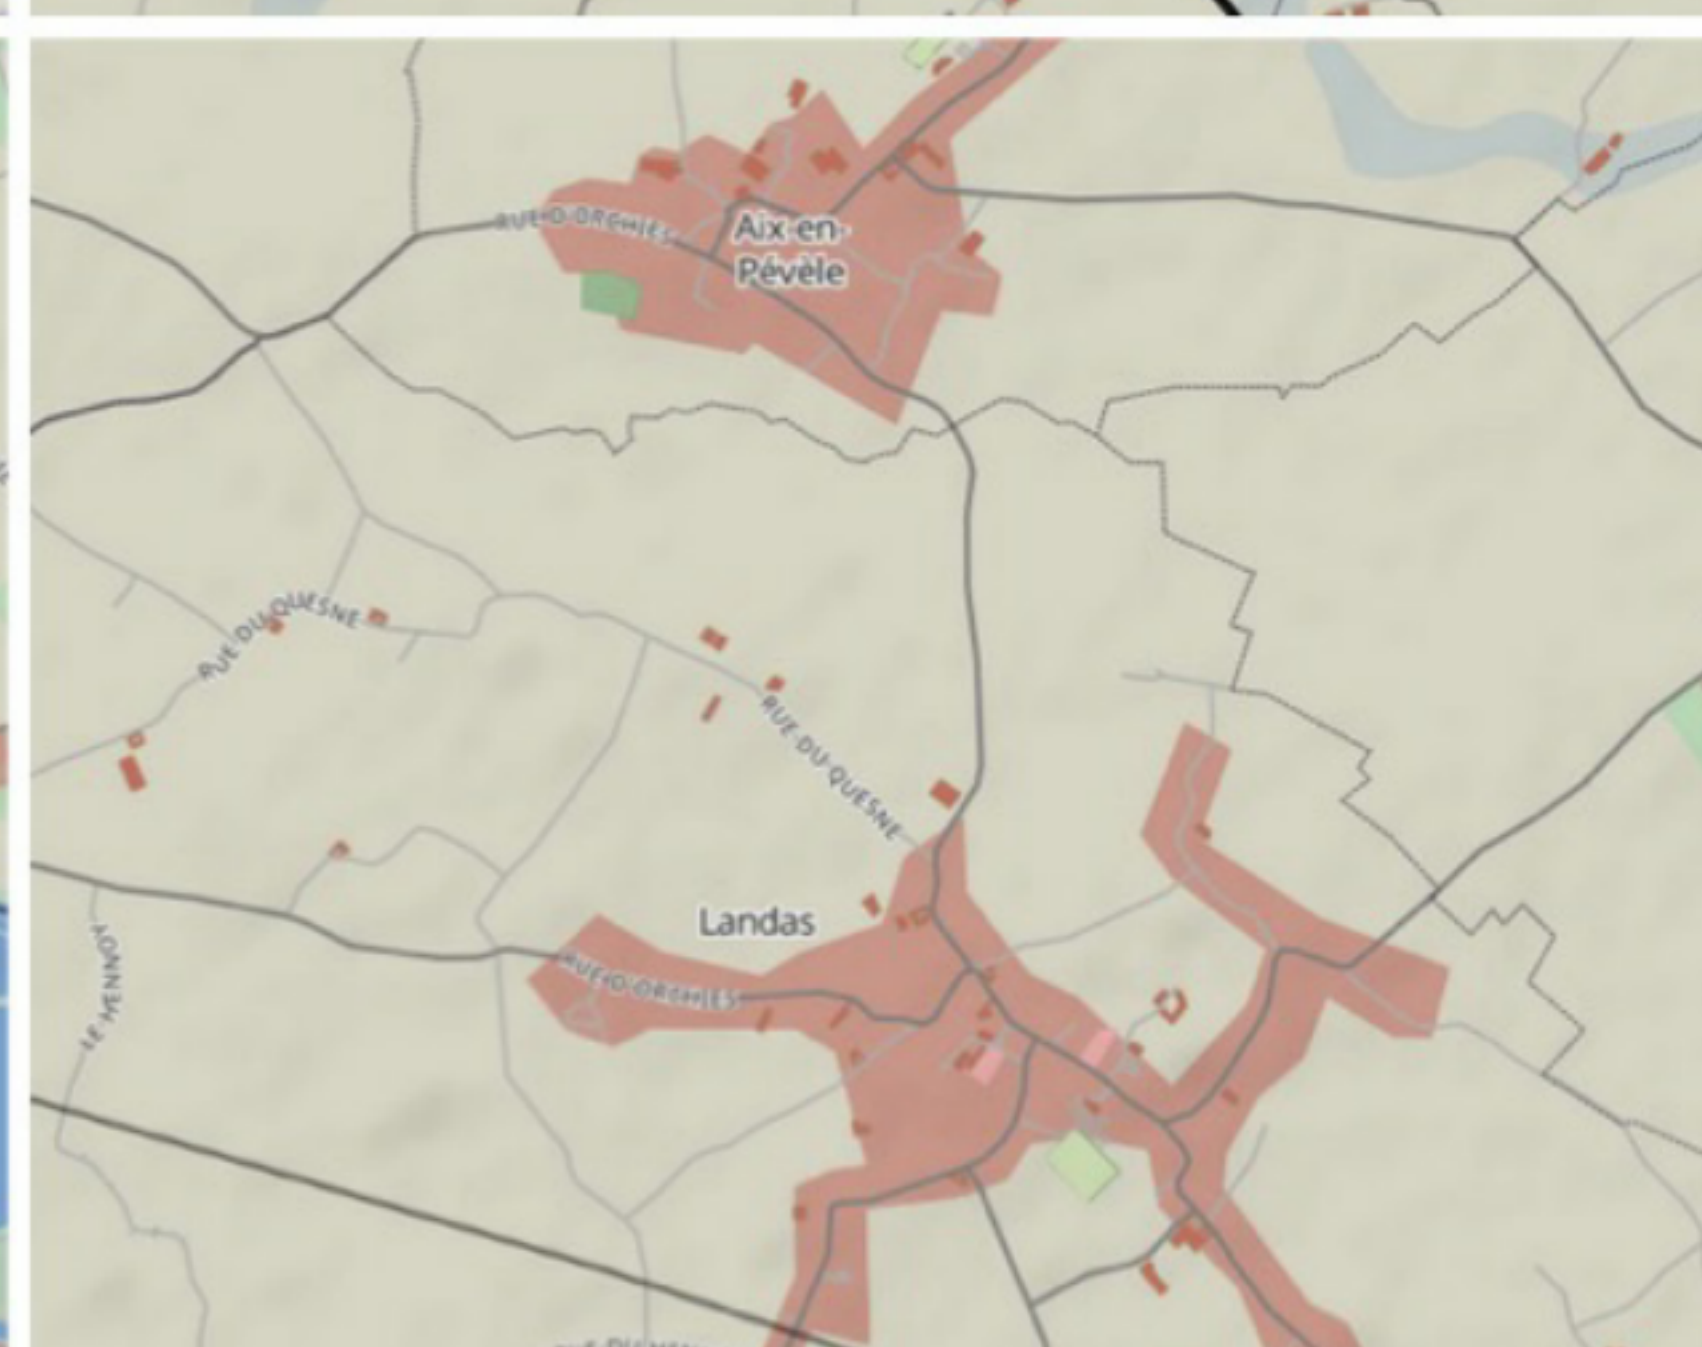 RUE D'ORCHIES
Aix-en-
Pévèle
RUE DU QUESNE
RUE DU QUESNE
Landas
RUE D'ORCHIES
LE HENNOY